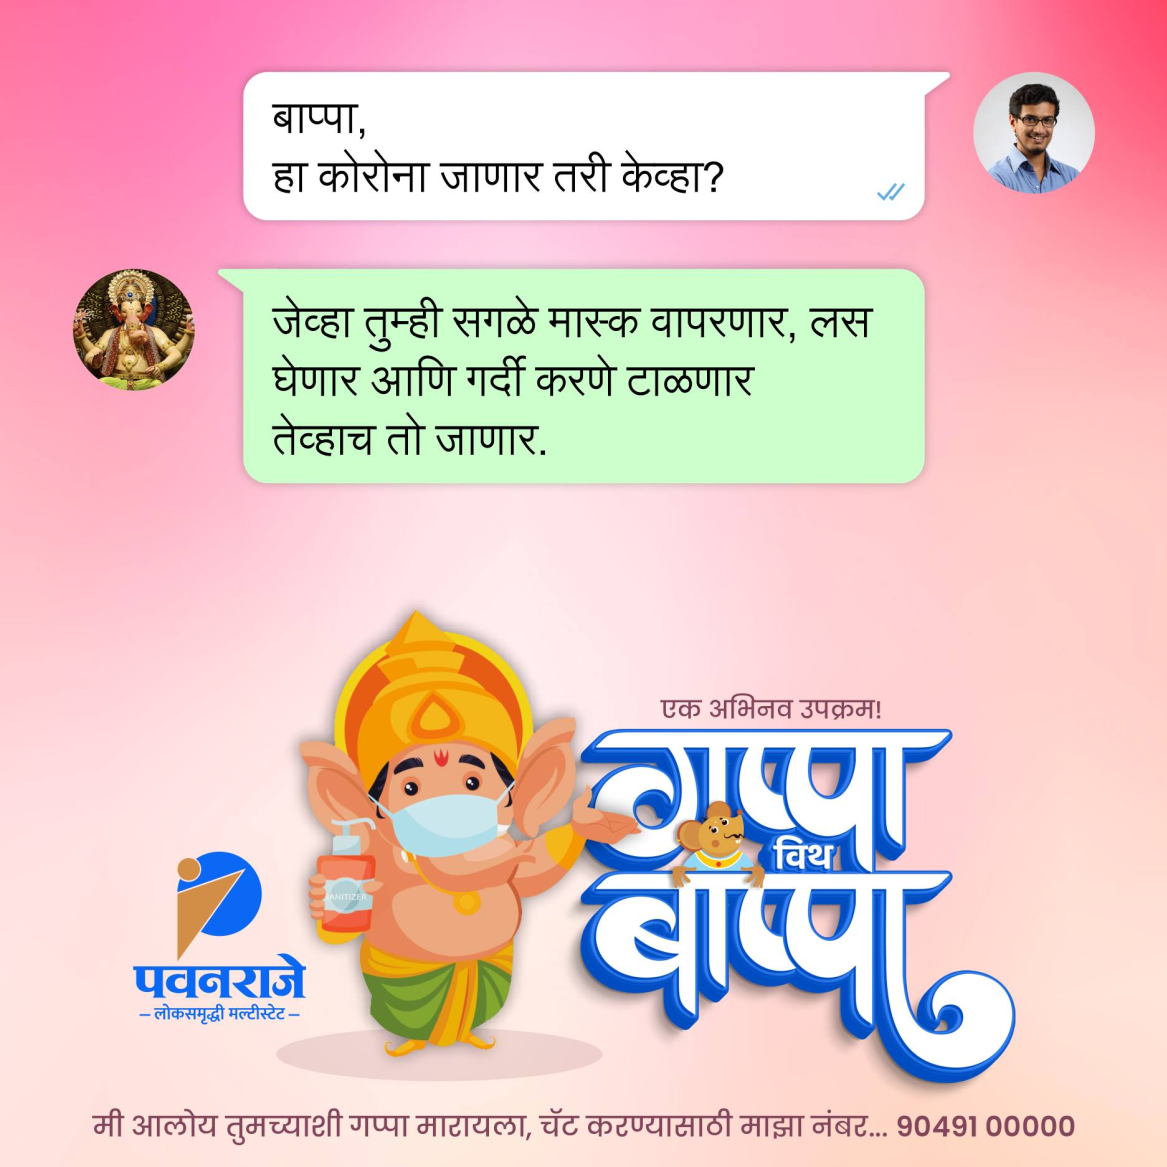 बाप्पा,
हा कोरोना जाणार तरी केव्हा?
जेव्हा तुम्ही सगळे मास्क वापरणार, लस
घेणार आणि गर्दी करणे टाळणार
तेव्हाच तो जाणार.
एक अभिनव उपक्रम!
गप्पा
विथ
बाप्पा
SANITIZER
पवनराजे
– लोकसमृद्धी मल्टीस्टेट –
मी आलोय तुमच्याशी गप्पा मारायला, चॅट करण्यासाठी माझा नंबर... 90491 00000